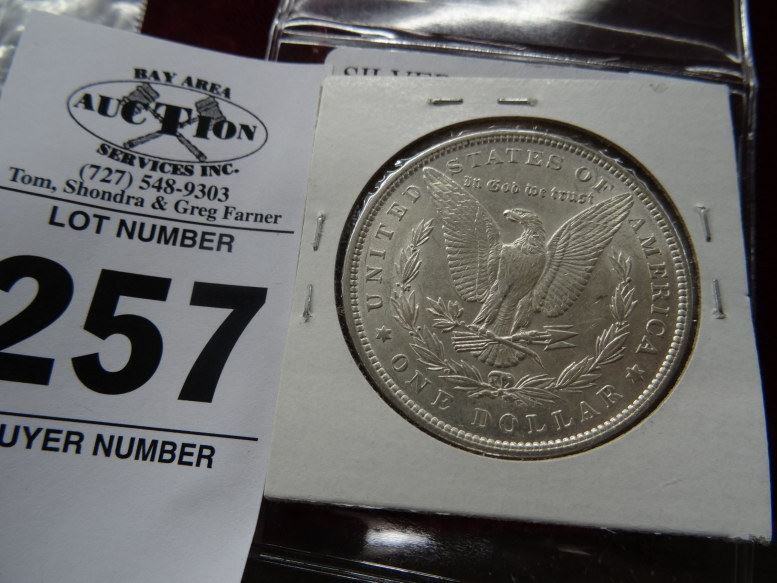 BAY AREA
AUCTION
SERVICES INC.
(727) 548-9303
Tom, Shondra & Greg Farner
LOT NUMBER
257
UYER NUMBER
SILVER
UNITED STATES OF AMERICA
In God we trust
ONE DOLLAR